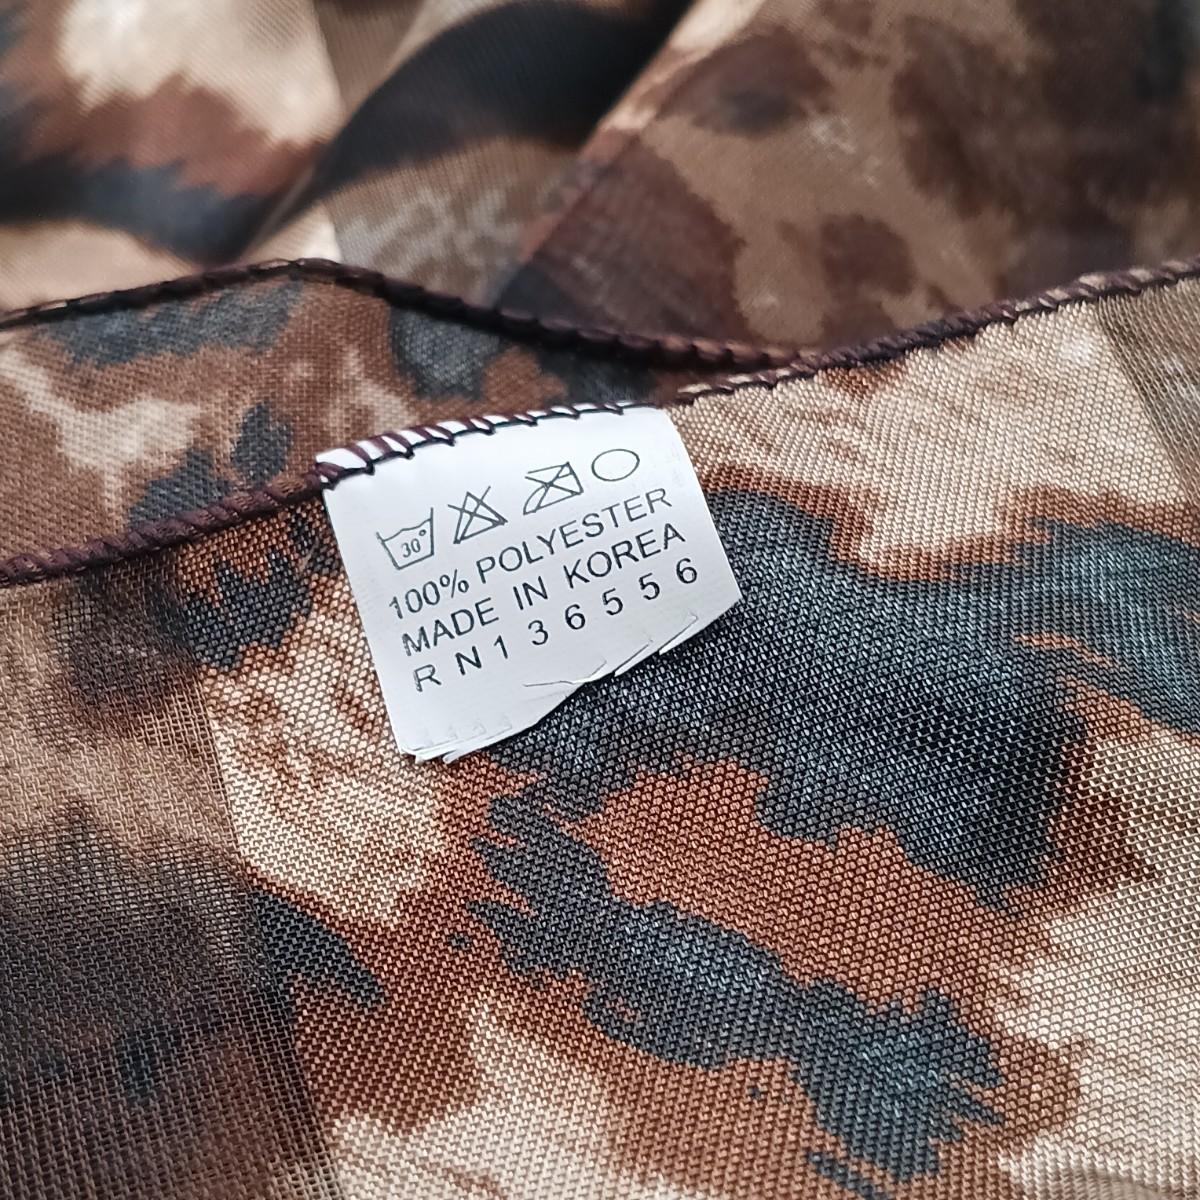 30°
100% POLYESTER
MADE IN KOREA
R N 1 3 6 5 5 6